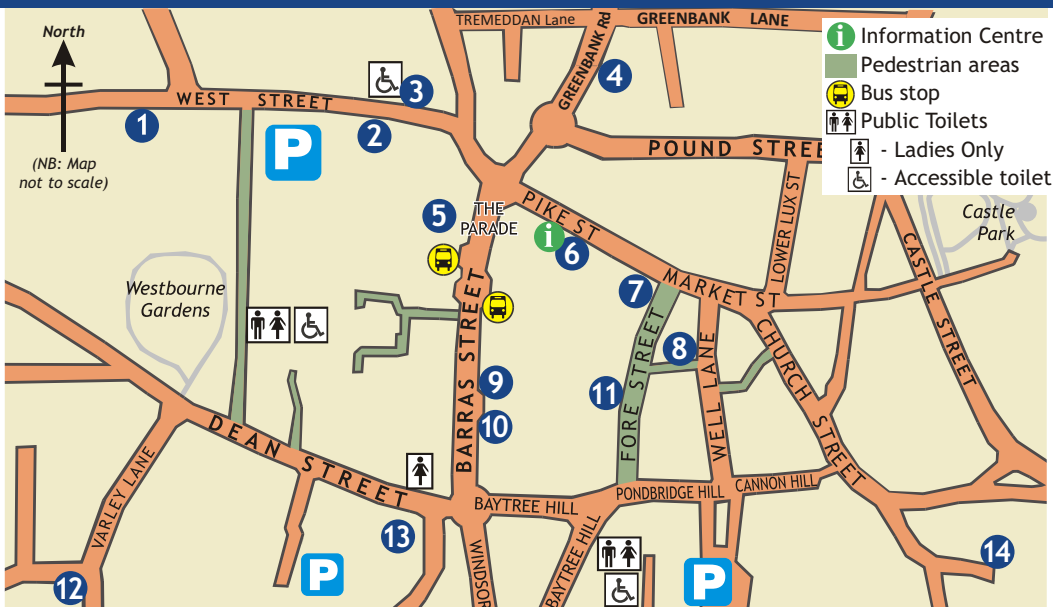 North
(NB: Map
not to scale)
TREMEDDAN Lane
GREENBANK LANE
GREENBANK Rd
i Information Centre
Pedestrian areas
Bus stop
Public Toilets
- Ladies Only
- Accessible toilet
WEST STREET
1
2
3
4
P
POUND STREE
LOWER LUX ST
Castle
Park
CASTLE STREET
5
THE
PARADE
PIKE ST
i
6
7
MARKET ST
Westbourne
Gardens
BARRAS STREET
8
9
10
11
FORE STREET
WELL LANE
CHURCH STREET
DEAN STREET
VARLEY LANE
BAYTREE HILL
PONDBRIDGE HILL
CANNON HILL
BAYTREE HILL
WINDSOR
12
13
14
P
P